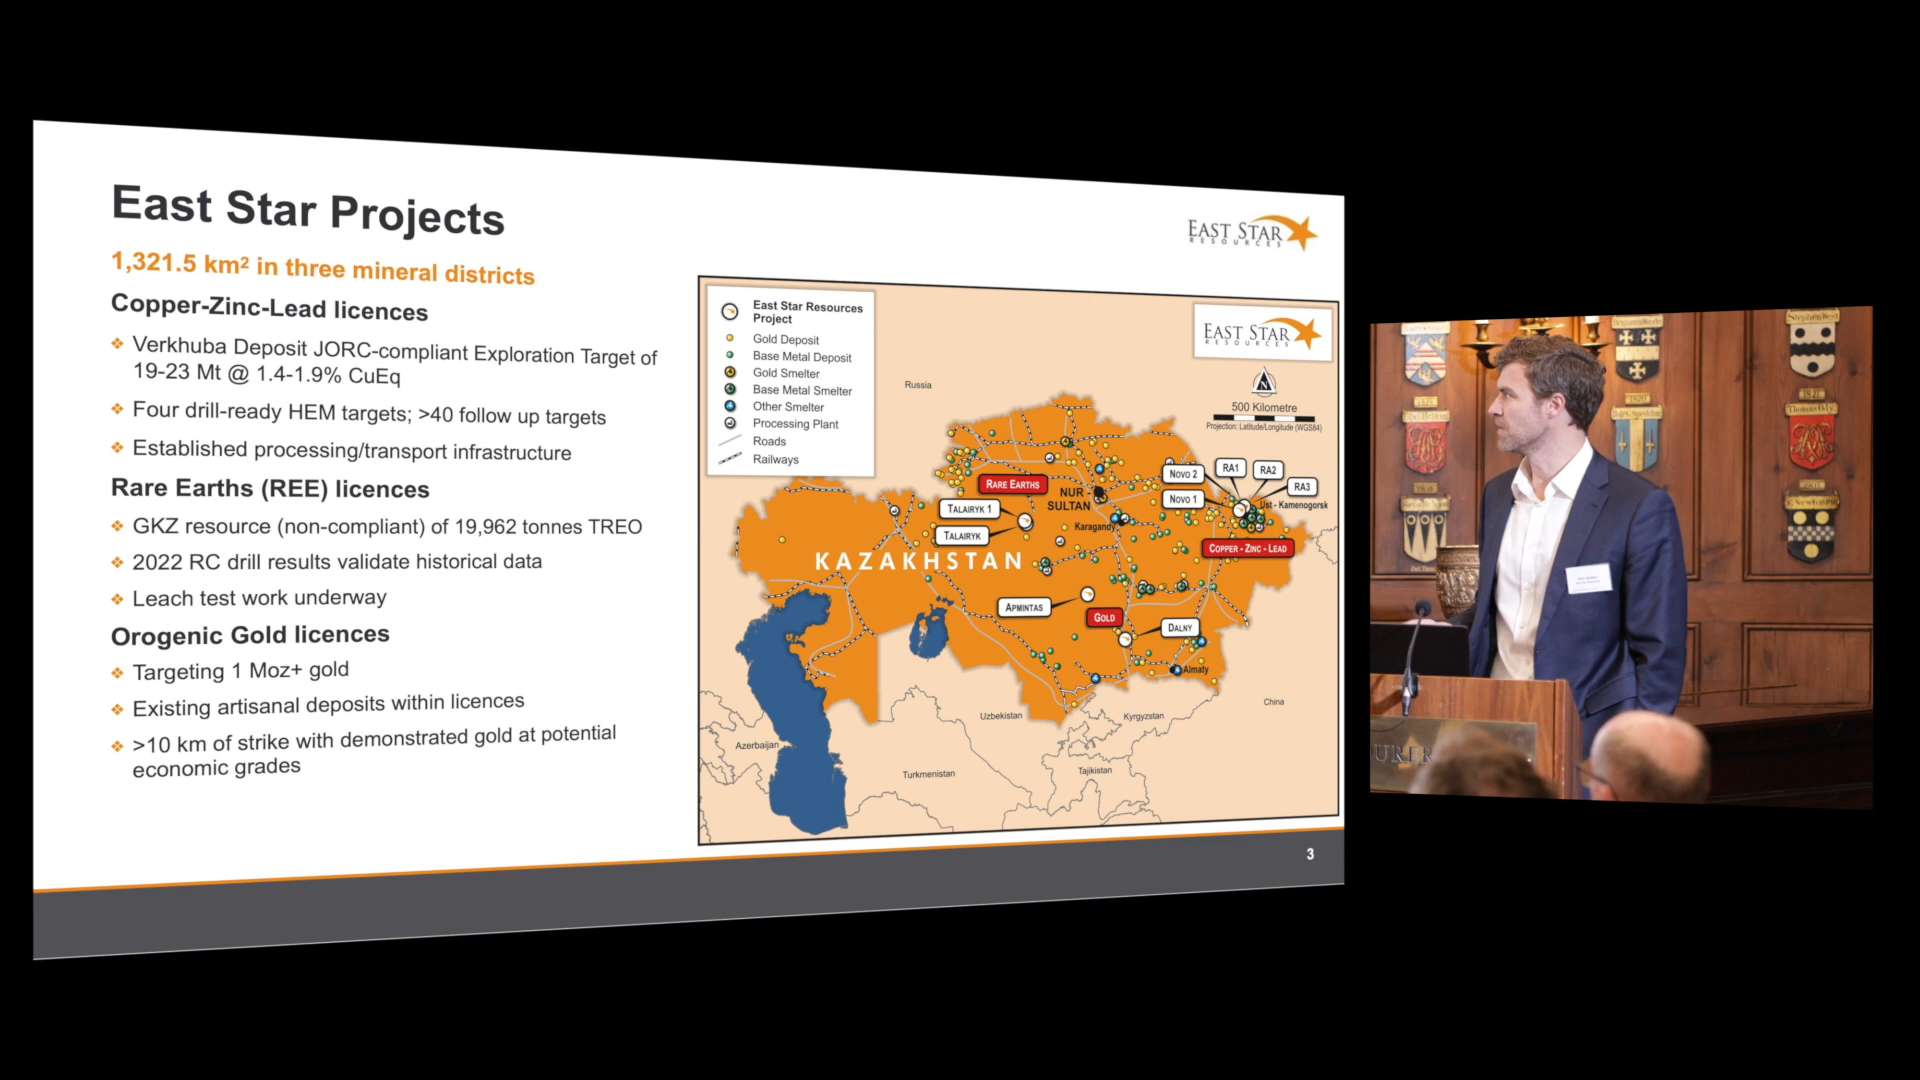 East Star Projects
EAST STAR
RESOURCES
1,321.5 km² in three mineral districts
Copper-Zinc-Lead licences
❖ Verkhuba Deposit JORC-compliant Exploration Target of
19-23 Mt @ 1.4-1.9% CuEq
❖ Four drill-ready HEM targets; >40 follow up targets
❖ Established processing/transport infrastructure
Rare Earths (REE) licences
❖ GKZ resource (non-compliant) of 19,962 tonnes TREO
❖ 2022 RC drill results validate historical data
❖ Leach test work underway
Orogenic Gold licences
❖ Targeting 1 Moz+ gold
❖ Existing artisanal deposits within licences
❖ >10 km of strike with demonstrated gold at potential
economic grades
East Star Resources
Project
Gold Deposit
Base Metal Deposit
Gold Smelter
Base Metal Smelter
Other Smelter
Processing Plant
Roads
Railways
EAST STAR
RESOURCES
N
500 Kilometre
Projection: Latitude/Longitude (WGS84)
Russia
RARE EARTHS
TALAIRYK 1
TALAIRYK
NUR -
SULTAN
Karagandy
NOVO 2
NOVO 1
RA1
RA2
RA3
Ust - Kamenogorsk
COPPER - ZINC - LEAD
KAZAKHSTAN
APMINTAS
GOLD
DALNY
Almaty
China
Uzbekistan
Kyrgyzstan
Azerbaijan
Turkmenistan
Tajikistan
3
URER